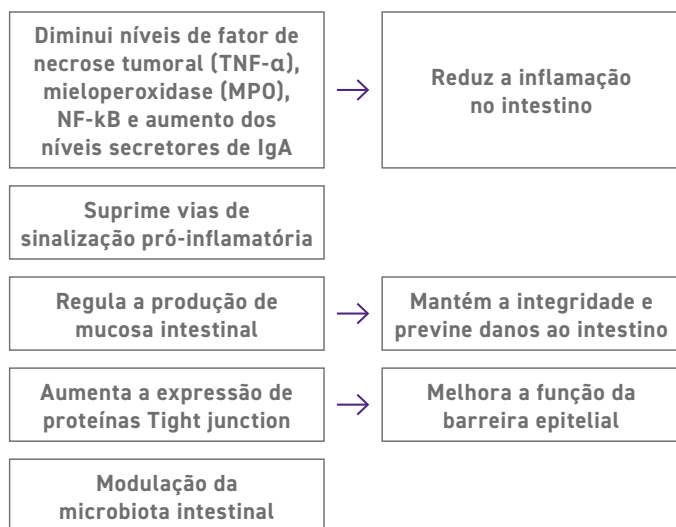 Diminui níveis de fator de
necrose tumoral (TNF-α),
mieloperoxidase (MPO),
NF-kB e aumento dos
níveis secretores de IgA
Reduz a inflamação
no intestino
Suprime vias de
sinalização pró-inflamatória
Regula a produção de
mucosa intestinal
Mantém a integridade e
previne danos ao intestino
Aumenta a expressão de
proteínas Tight junction
Melhora a função da
barreira epitelial
Modulação da
microbiota intestinal